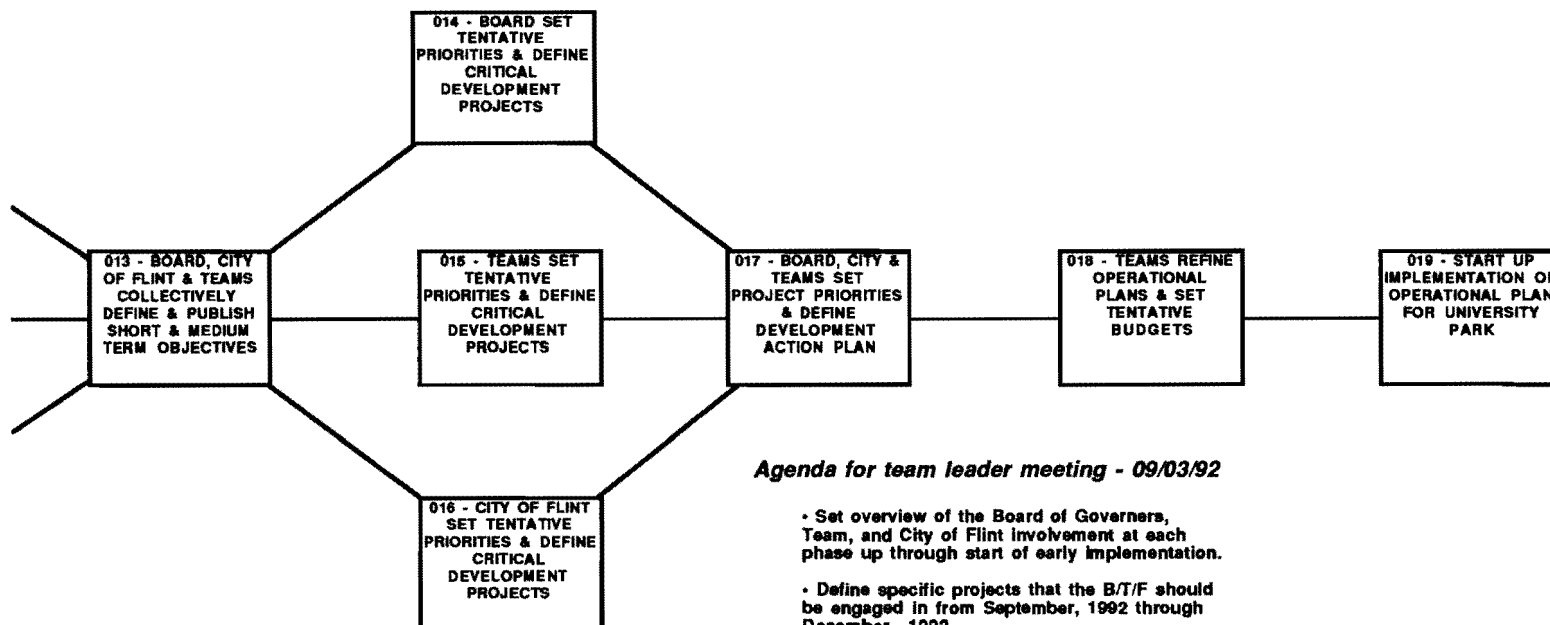 014 - BOARD SET
TENTATIVE
PRIORITIES & DEFINE
CRITICAL
DEVELOPMENT
PROJECTS
013 - BOARD, CITY
OF FLINT & TEAMS
COLLECTIVELY
DEFINE & PUBLISH
SHORT & MEDIUM
TERM OBJECTIVES
015 - TEAMS SET
TENTATIVE
PRIORITIES & DEFINE
CRITICAL
DEVELOPMENT
PROJECTS
017 - BOARD, CITY &
TEAMS SET
PROJECT PRIORITIES
& DEFINE
DEVELOPMENT
ACTION PLAN
018 - TEAMS REFINE
OPERATIONAL
PLANS & SET
TENTATIVE
BUDGETS
019 - START UP
IMPLEMENTATION OF
OPERATIONAL PLAN
FOR UNIVERSITY
PARK
016 - CITY OF FLINT
SET TENTATIVE
PRIORITIES & DEFINE
CRITICAL
DEVELOPMENT
PROJECTS
Agenda for team leader meeting - 09/03/92
• Set overview of the Board of Governers,
Team, and City of Flint involvement at each
phase up through start of early implementation.
• Define specific projects that the B/T/F should
be engaged in from September, 1992 through
December, 1992